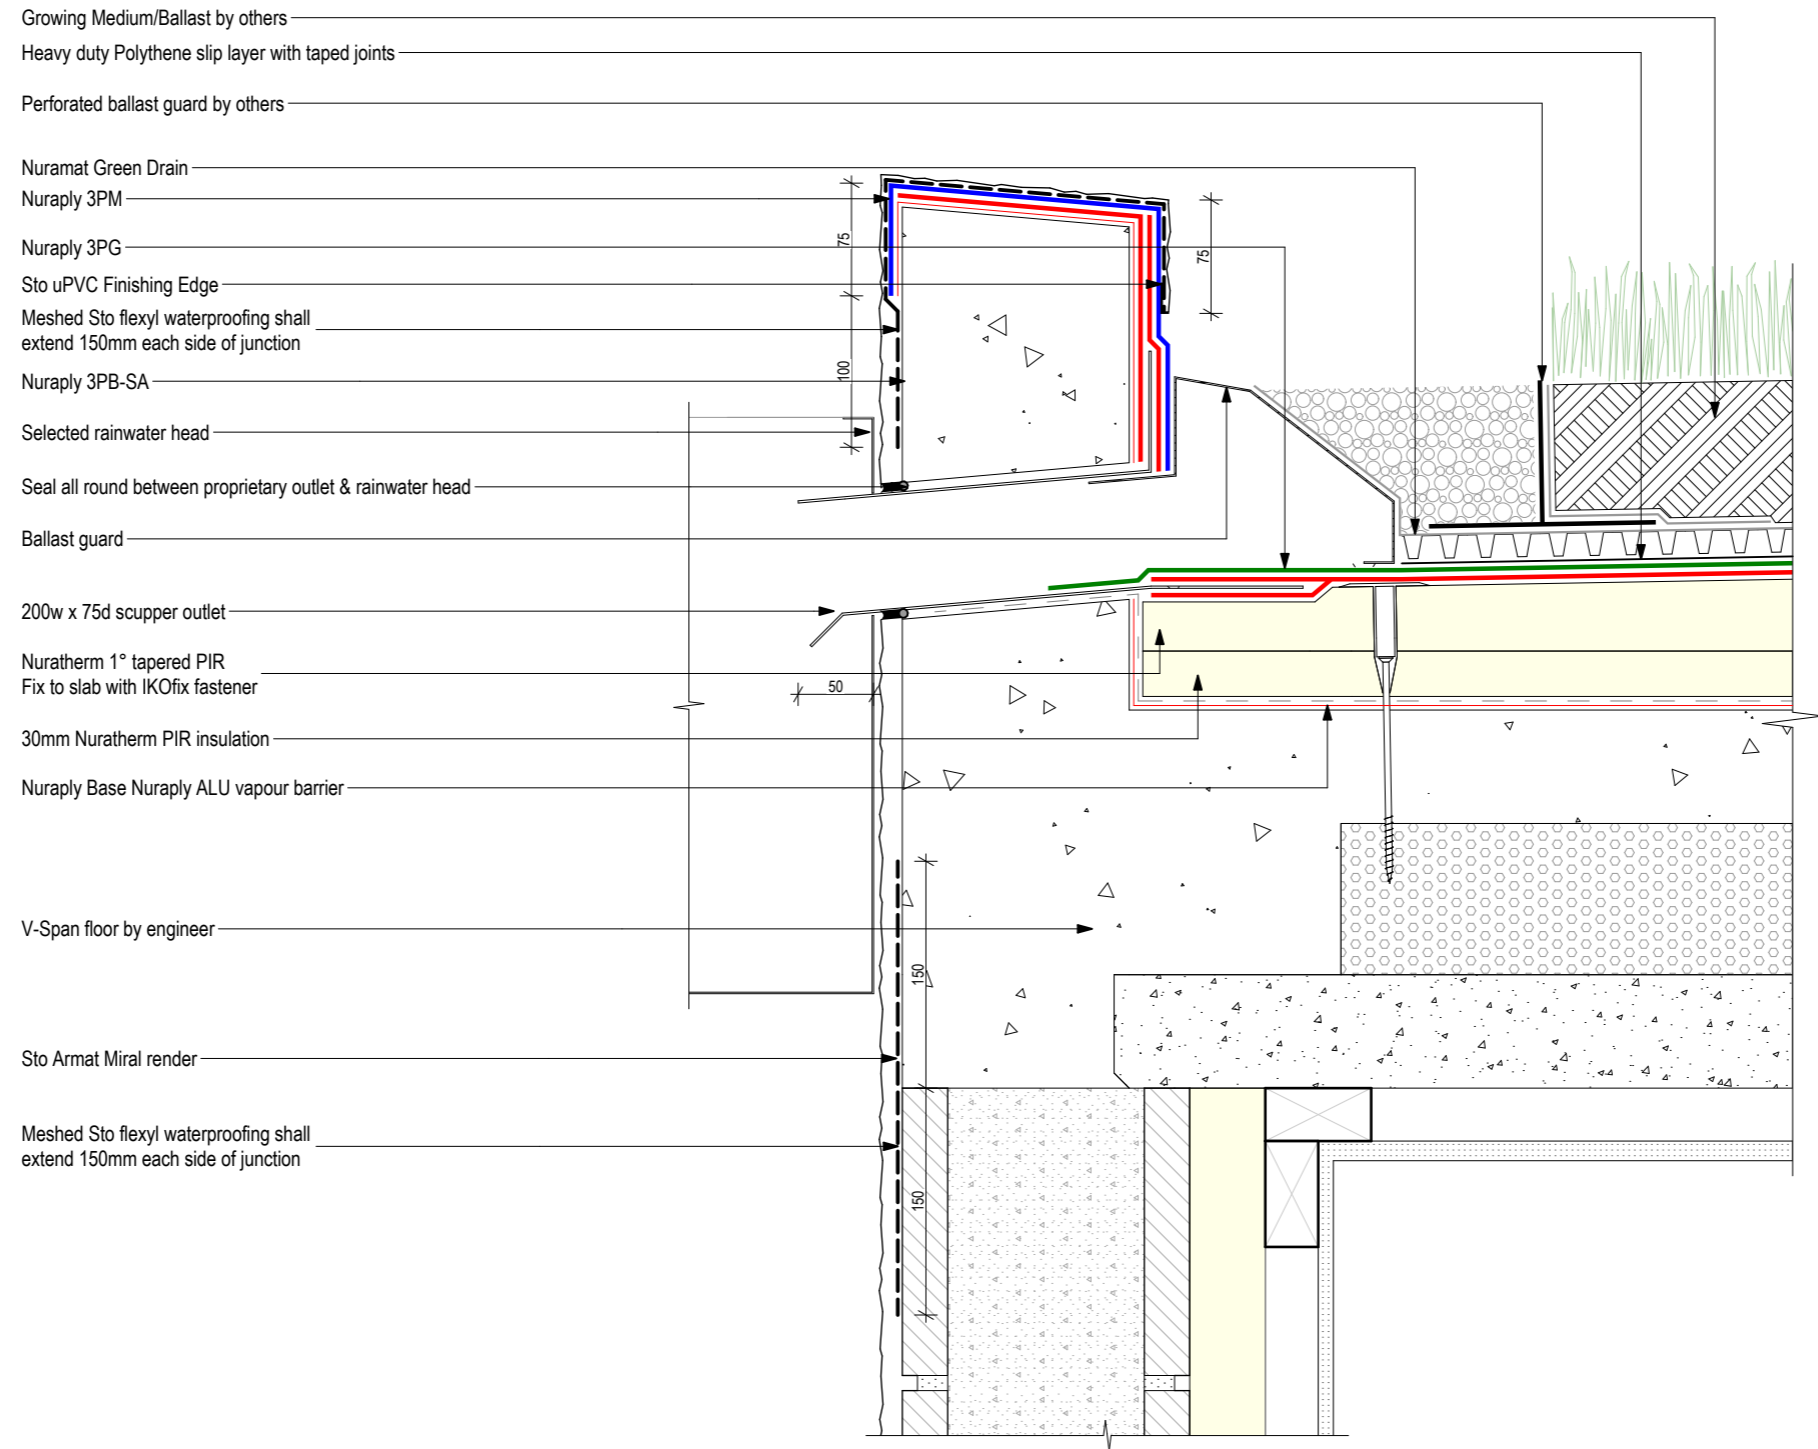 Growing Medium/Ballast by others
Heavy duty Polythene slip layer with taped joints
Perforated ballast guard by others
Nuramat Green Drain
Nuraply 3PM
Nuraply 3PG
Sto uPVC Finishing Edge
Meshed Sto flexyl waterproofing shall
extend 150mm each side of junction
Nuraply 3PB-SA
Selected rainwater head
Seal all round between proprietary outlet & rainwater head
Ballast guard
200w x 75d scupper outlet
Nuratherm 1° tapered PIR
Fix to slab with IKOfix fastener
30mm Nuratherm PIR insulation
Nuraply Base Nuraply ALU vapour barrier
V-Span floor by engineer
Sto Armat Miral render
Meshed Sto flexyl waterproofing shall
extend 150mm each side of junction
75
100
75
50
150
150